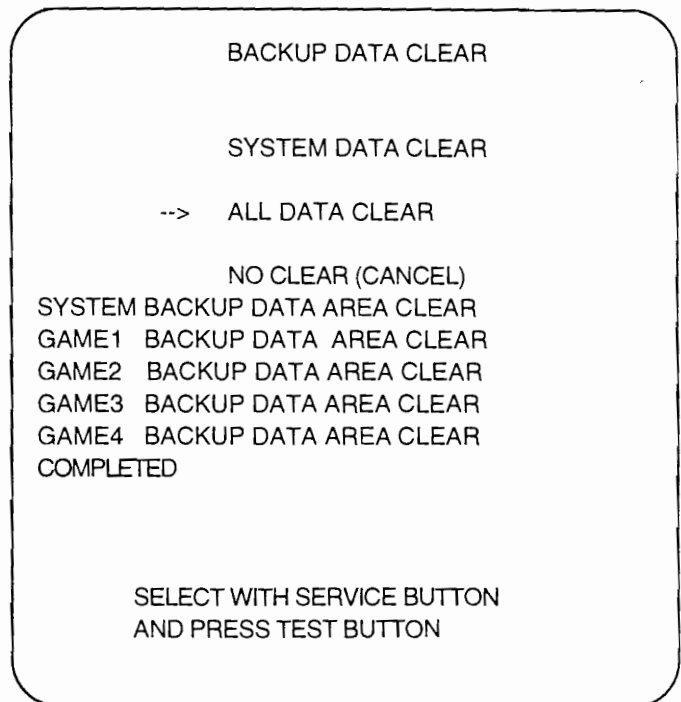 BACKUP DATA CLEAR
SYSTEM DATA CLEAR
--> ALL DATA CLEAR
NO CLEAR (CANCEL)
SYSTEM BACKUP DATA AREA CLEAR
GAME1 BACKUP DATA AREA CLEAR
GAME2 BACKUP DATA AREA CLEAR
GAME3 BACKUP DATA AREA CLEAR
GAME4 BACKUP DATA AREA CLEAR
COMPLETED
SELECT WITH SERVICE BUTTON
AND PRESS TEST BUTTON